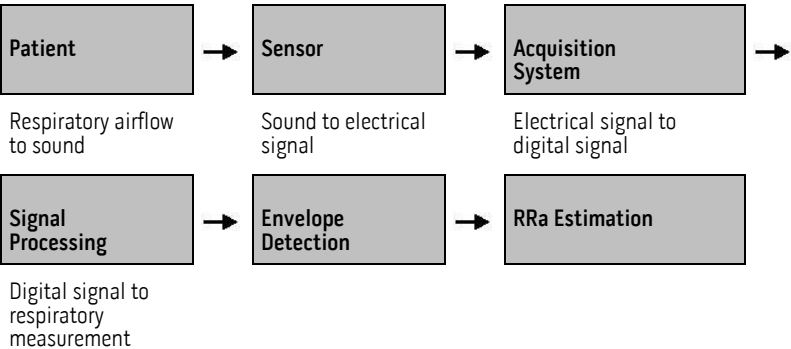 Patient
Sensor
Acquisition
System
Respiratory airflow
to sound
Sound to electrical
signal
Electrical signal to
digital signal
Signal
Processing
Envelope
Detection
RRa Estimation
Digital signal to
respiratory
measurement